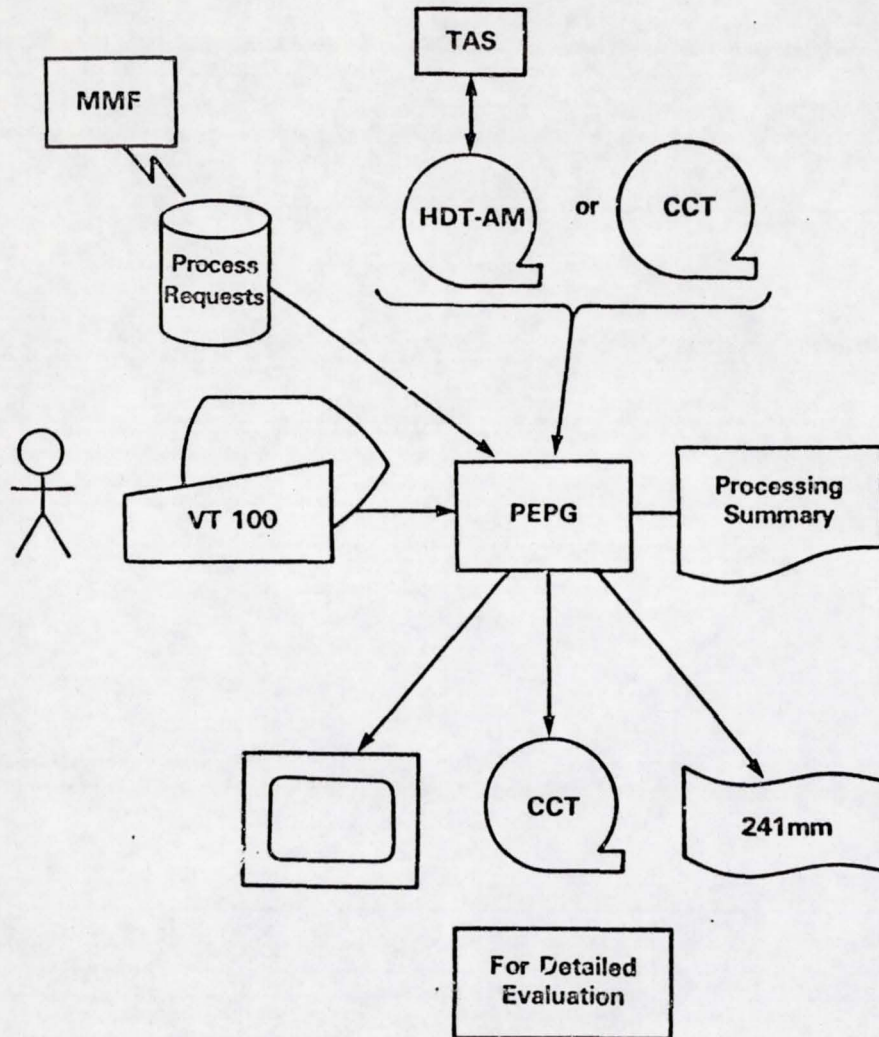 TAS
MMF
HDT-AM
or
CCT
Process
Requests
VT 100
PEPG
Processing
Summary
CCT
241mm
For Detailed
Evaluation